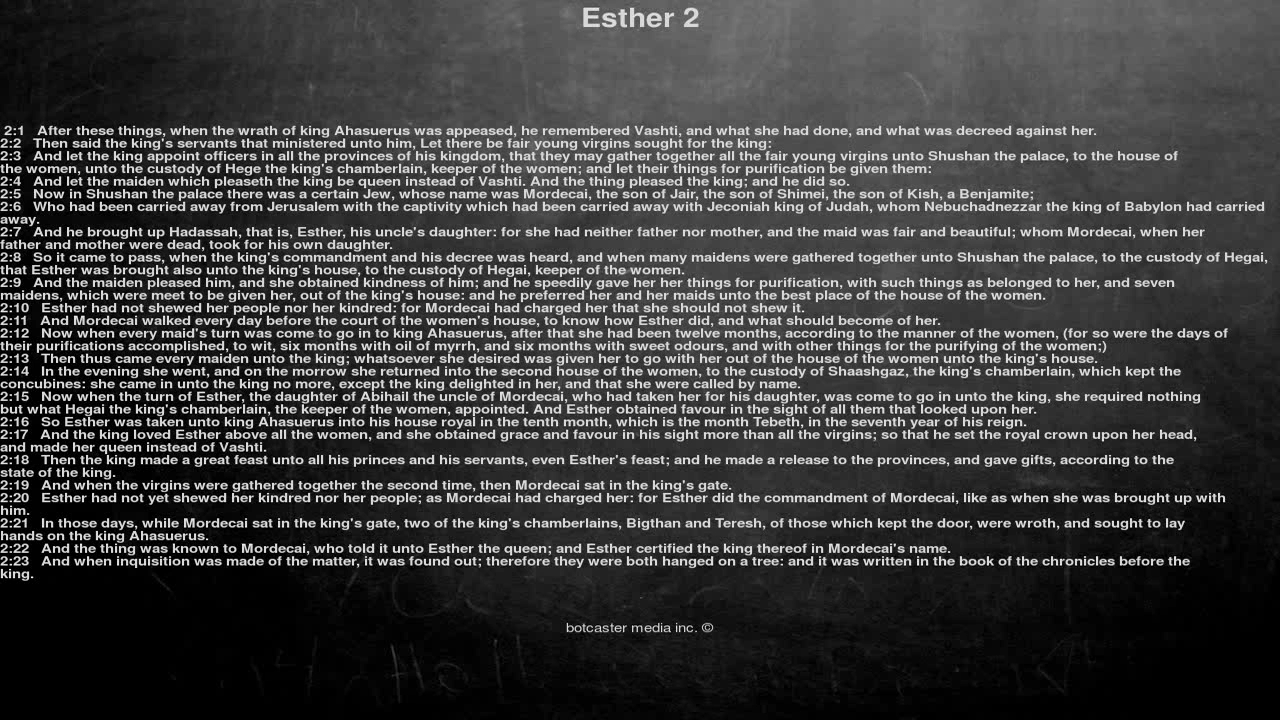 Esther 2
2:1 After these things, when the wrath of king Ahasuerus was appeased, he remembered Vashti, and what she had done, and what was decreed against her.
2:2 Then said the king's servants that ministered unto him, Let there be fair young virgins sought for the king:
2:3 And let the king appoint officers in all the provinces of his kingdom, that they may gather together all the fair young virgins unto Shushan the palace, to the house of
the women, unto the custody of Hege the king's chamberlain, keeper of the women; and let their things for purification be given them:
2:4 And let the maiden which pleaseth the king be queen instead of Vashti. And the thing pleased the king; and he did so.
2:5 Now in Shushan the palace there was a certain Jew, whose name was Mordecai, the son of Jair, the son of Shimei, the son of Kish, a Benjamite;
2:6 Who had been carried away from Jerusalem with the captivity which had been carried away with Jeconiah king of Judah, whom Nebuchadnezzar the king of Babylon had carried
away.
2:7 And he brought up Hadassah, that is, Esther, his uncle's daughter: for she had neither father nor mother, and the maid was fair and beautiful; whom Mordecai, when her
father and mother were dead, took for his own daughter.
2:8 So it came to pass, when the king's commandment and his decree was heard, and when many maidens were gathered together unto Shushan the palace, to the custody of Hegai,
that Esther was brought also unto the king's house, to the custody of Hegai, keeper of the women.
2:9 And the maiden pleased him, and she obtained kindness of him; and he speedily gave her her things for purification, with such things as belonged to her, and seven
maidens, which were meet to be given her, out of the king's house: and he preferred her and her maids unto the best place of the house of the women.
2:10 Esther had not shewed her people nor her kindred: for Mordecai had charged her that she should not shew it.
2:11 And Mordecai walked every day before the court of the women's house, to know how Esther did, and what should become of her.
2:12 Now when every maid's turn was come to go in to king Ahasuerus, after that she had been twelve months, according to the manner of the women, (for so were the days of
their purifications accomplished, to wit, six months with oil of myrrh, and six months with sweet odours, and with other things for the purifying of the women;)
2:13 Then thus came every maiden unto the king; whatsoever she desired was given her to go with her out of the house of the women unto the king's house.
2:14 In the evening she went, and on the morrow she returned into the second house of the women, to the custody of Shaashgaz, the king's chamberlain, which kept the
concubines: she came in unto the king no more, except the king delighted in her, and that she were called by name.
2:15 Now when the turn of Esther, the daughter of Abihail the uncle of Mordecai, who had taken her for his daughter, was come to go in unto the king, she required nothing
but what Hegai the king's chamberlain, the keeper of the women, appointed. And Esther obtained favour in the sight of all them that looked upon her.
2:16 So Esther was taken unto king Ahasuerus into his house royal in the tenth month, which is the month Tebeth, in the seventh year of his reign.
2:17 And the king loved Esther above all the women, and she obtained grace and favour in his sight more than all the virgins; so that he set the royal crown upon her head,
and made her queen instead of Vashti.
2:18 Then the king made a great feast unto all his princes and his servants, even Esther's feast; and he made a release to the provinces, and gave gifts, according to the
state of the king.
2:19 And when the virgins were gathered together the second time, then Mordecai sat in the king's gate.
2:20 Esther had not yet shewed her kindred nor her people; as Mordecai had charged her: for Esther did the commandment of Mordecai, like as when she was brought up with
him.
2:21 In those days, while Mordecai sat in the king's gate, two of the king's chamberlains, Bigthan and Teresh, of those which kept the door, were wroth, and sought to lay
hands on the king Ahasuerus.
2:22 And the thing was known to Mordecai, who told it unto Esther the queen; and Esther certified the king thereof in Mordecai's name.
2:23 And when inquisition was made of the matter, it was found out; therefore they were both hanged on a tree: and it was written in the book of the chronicles before the
king.
botcaster media inc. ©